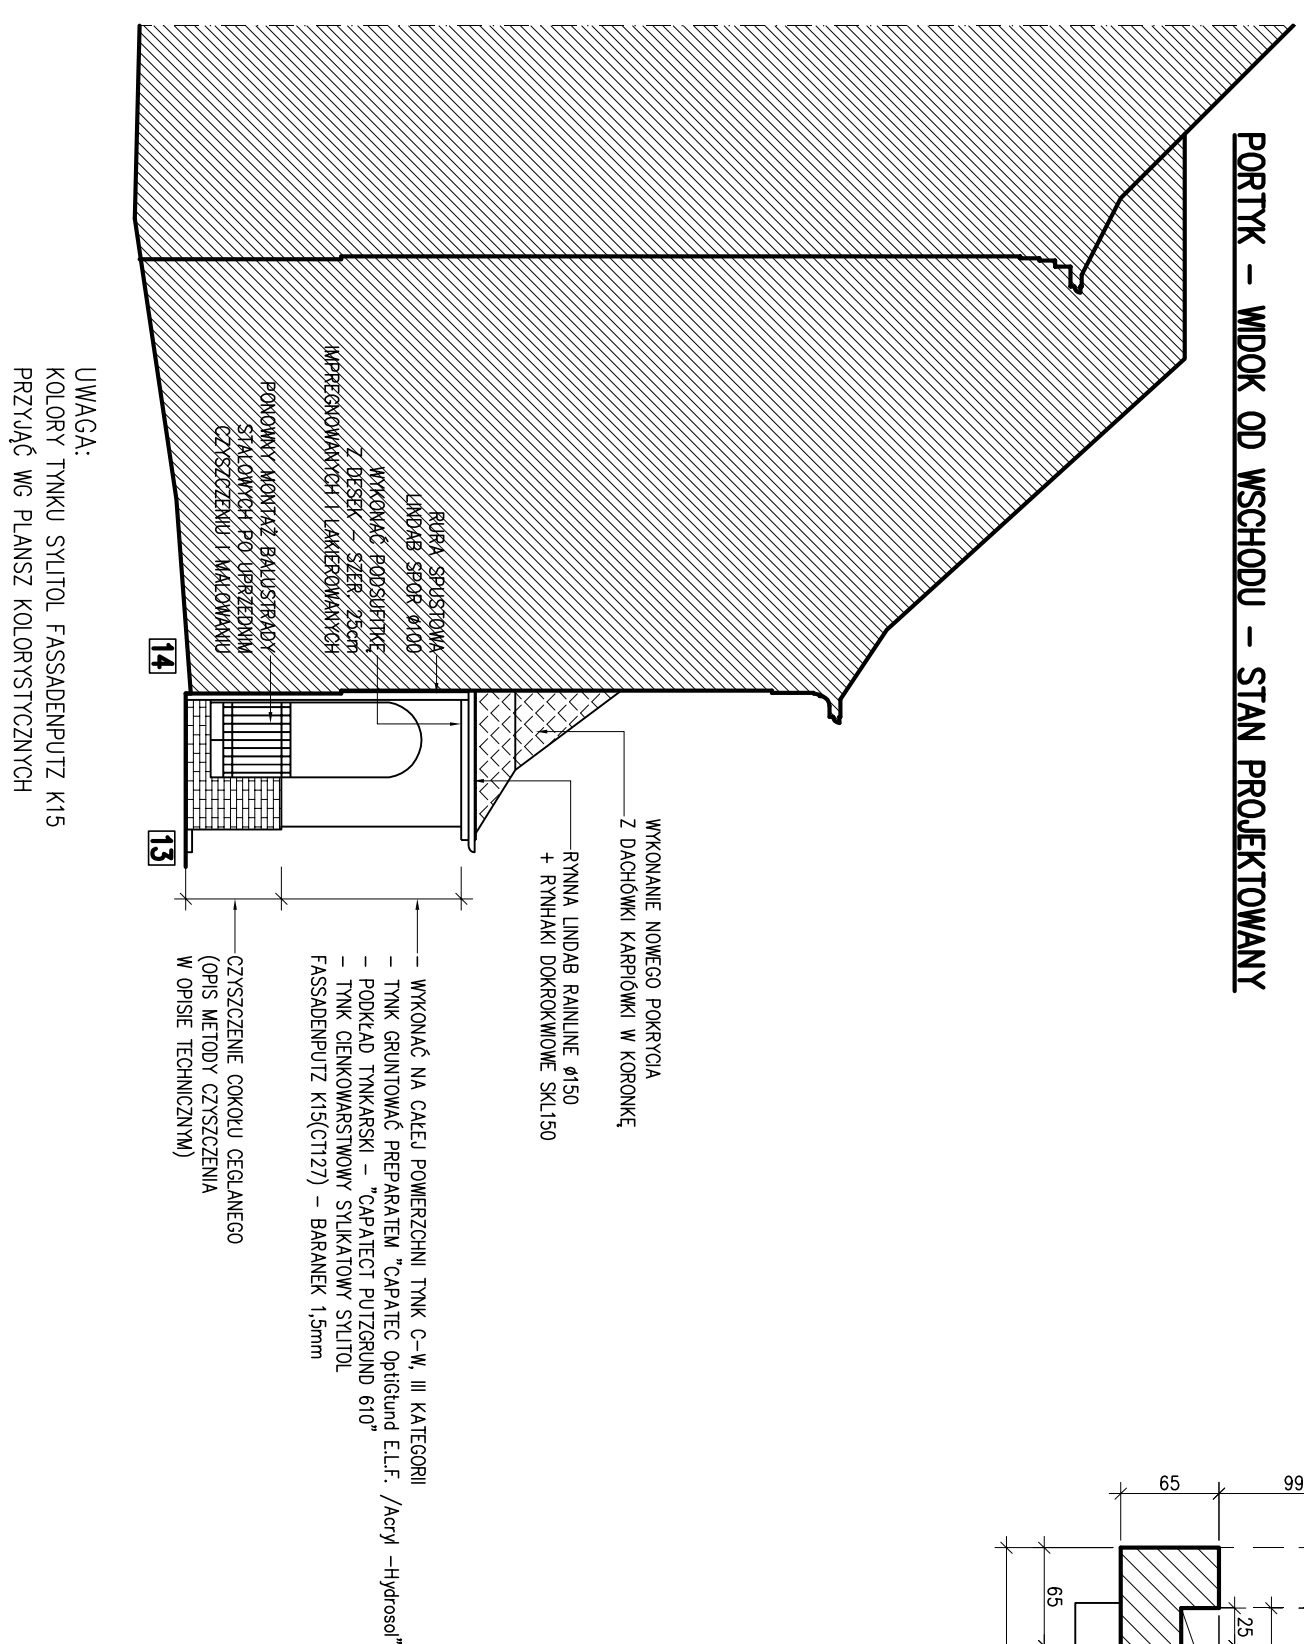 PORTYK - WIDOK OD WSCHODU - STAN PROJEKTOWANY
WYKONANIE NOWEGO POKRYCIA
Z DACHÓWKI KARPIÓWKI W KORONKĘ
RYNNA LINDAB RAINLINE Ø150
+ RYNHAKI DOKROKWIOWE SKL150
RURA SPUSTOWA
LINDAB SPOR Ø100
WYKONAĆ PODSUFITKĘ
Z DESEK - SZER. 25cm
IMPREGNOWANYCH I LAKIEROWANYCH
PONOWNY MONTAŻ BALUSTRADY
STALOWYCH PO UPRZEDNIM
CZYSZCZENIU I MALOWANIU
- WYKONAĆ NA CAŁEJ POWIERZCHNI TYNK C-W, III KATEGORII
- TYNK GRUNTOWAĆ PREPARATEM "CAPATEC OptiGtund E.L.F. /Acryl -Hydrosol"
- PODKŁAD TYNKARSKI - "CAPATECT PUTZGRUND 610"
- TYNK CIENKOWARSTWOWY SYLIKATOWY SYLITOL
FASSADENPUTZ K15(CT127) - BARANEK 1,5mm
CZYSZCZENIE COKOŁU CEGLANEGO
(OPIS METODY CZYSZCZENIA
W OPISIE TECHNICZNYM)
14
13
UWAGA:
KOLORY TYNKU SYLITOL FASSADENPUTZ K15
PRZYJĄĆ WG PLANSZ KOLORYSTYCZNYCH
65
99
65
25